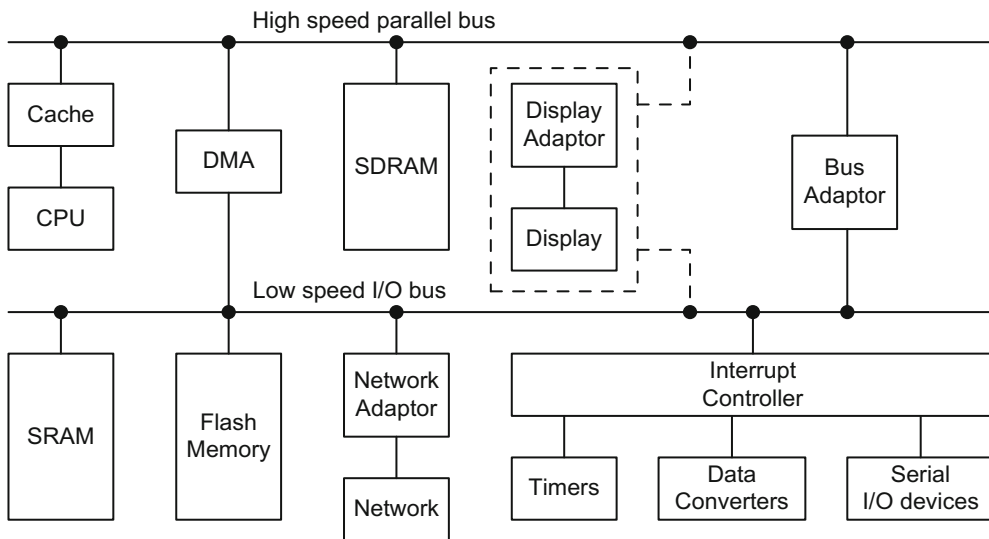 High speed parallel bus
Cache
CPU
DMA
SDRAM
Display
Adaptor
Display
Bus
Adaptor
Low speed I/O bus
SRAM
Flash
Memory
Network
Adaptor
Network
Interrupt
Controller
Timers
Data
Converters
Serial
I/O devices